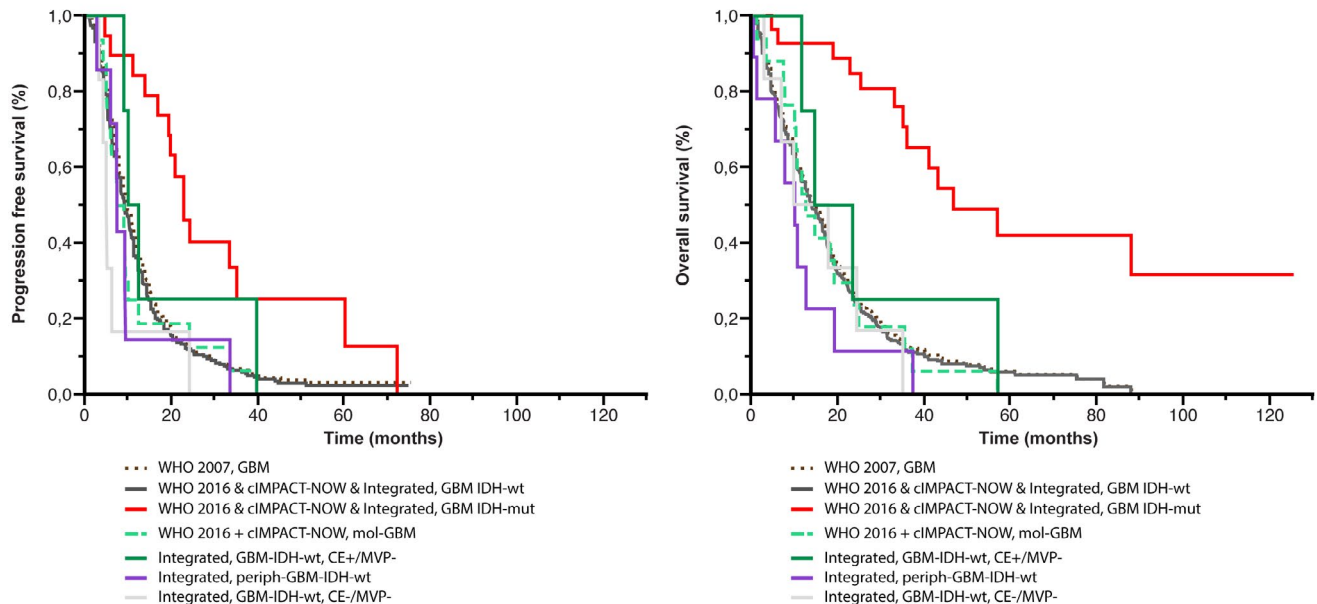 1,0
0,8
0,6
0,4
0,2
0,0
Progression free survival (%)
0 20 40 60 80 100 120
Time (months)
WHO 2007, GBM
WHO 2016 & cIMPACT-NOW & Integrated, GBM IDH-wt
WHO 2016 & cIMPACT-NOW & Integrated, GBM IDH-mut
WHO 2016 + cIMPACT-NOW, mol-GBM
Integrated, GBM-IDH-wt, CE+/MVP-
Integrated, periph-GBM-IDH-wt
Integrated, GBM-IDH-wt, CE-/MVP-
1,0
0,8
0,6
0,4
0,2
0,0
Overall survival (%)
0 20 40 60 80 100 120
Time (months)
WHO 2007, GBM
WHO 2016 & cIMPACT-NOW & Integrated, GBM IDH-wt
WHO 2016 & cIMPACT-NOW & Integrated, GBM IDH-mut
WHO 2016 + cIMPACT-NOW, mol-GBM
Integrated, GBM-IDH-wt, CE+/MVP-
Integrated, periph-GBM-IDH-wt
Integrated, GBM-IDH-wt, CE-/MVP-